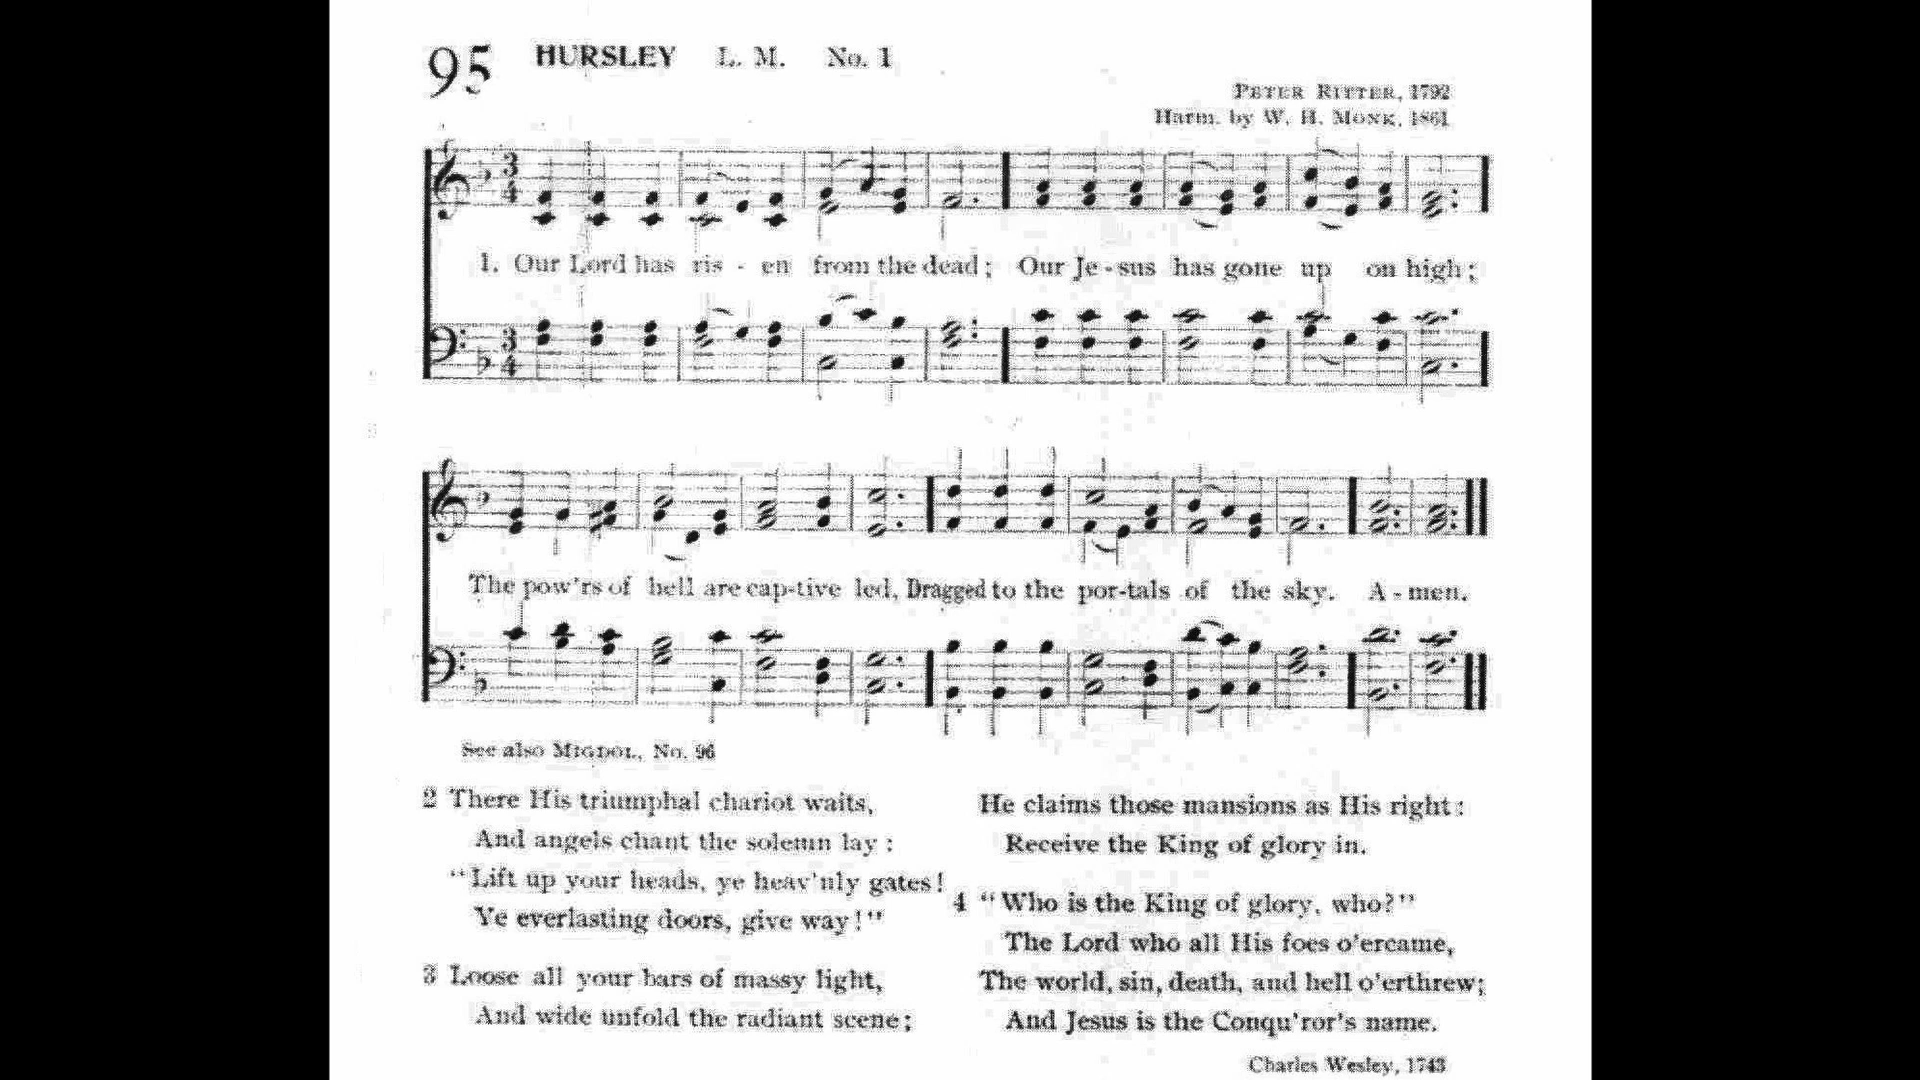 95 HURSLEY L. M. No. 1
PETER RITTER, 1792
Harm. by W. H. MONK, 1861
3 4
1. Our Lord has ris - en from the dead; Our Je - sus has gone up on high;
3 4
The pow'rs of hell are cap-tive led, Dragged to the por-tals of the sky. A - men.
See also MIGDOL, No. 96
2 There His triumphal chariot waits,
And angels chant the solemn lay :
"Lift up your heads, ye heav'nly gates!
Ye everlasting doors, give way!"
3 Loose all your bars of massy light,
And wide unfold the radiant scene;
He claims those mansions as His right:
Receive the King of glory in.
4 "Who is the King of glory, who?"
The Lord who all His foes o'ercame,
The world, sin, death, and hell o'erthrew;
And Jesus is the Conqu'ror's name.
Charles Wesley, 1743